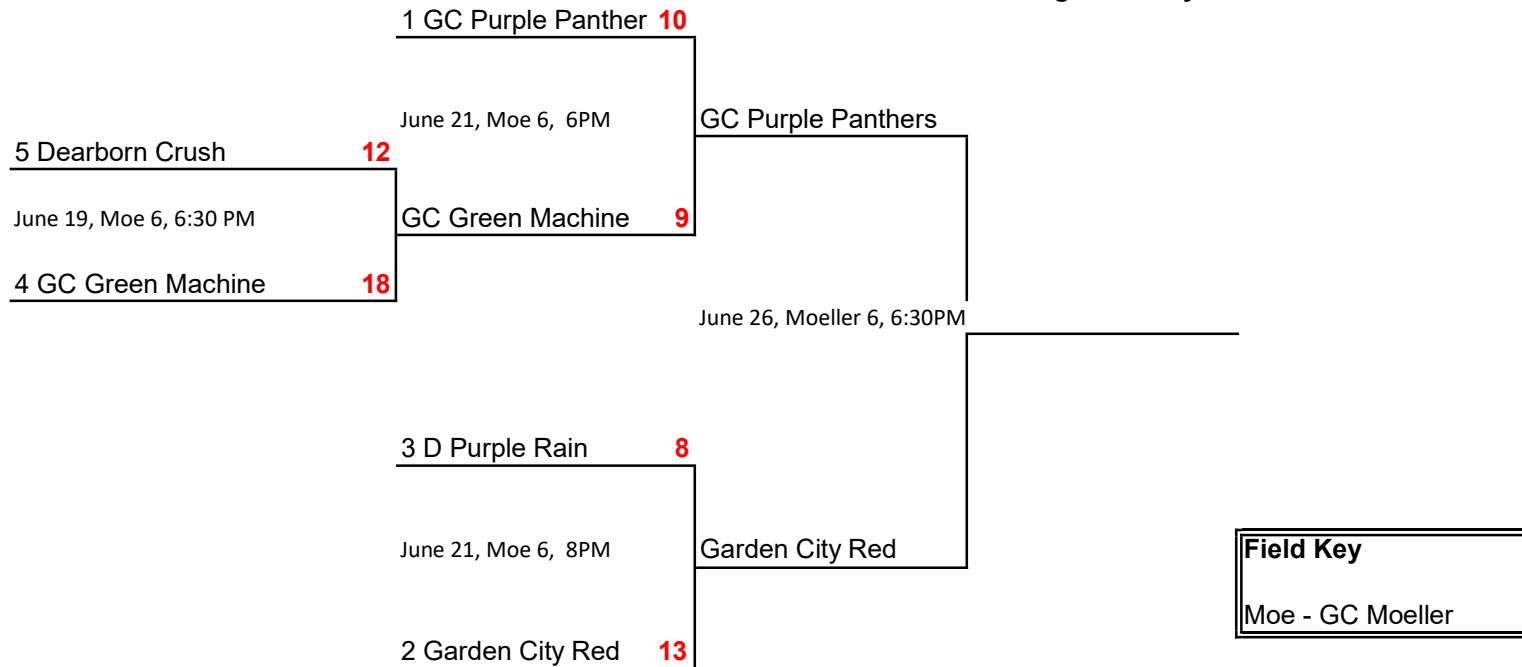 1 GC Purple Panther 10
June 21, Moe 6, 6PM
GC Purple Panthers
5 Dearborn Crush 12
June 19, Moe 6, 6:30 PM
GC Green Machine 9
4 GC Green Machine 18
June 26, Moeller 6, 6:30PM
3 D Purple Rain 8
June 21, Moe 6, 8PM
Garden City Red
Field Key
Moe - GC Moeller
2 Garden City Red 13